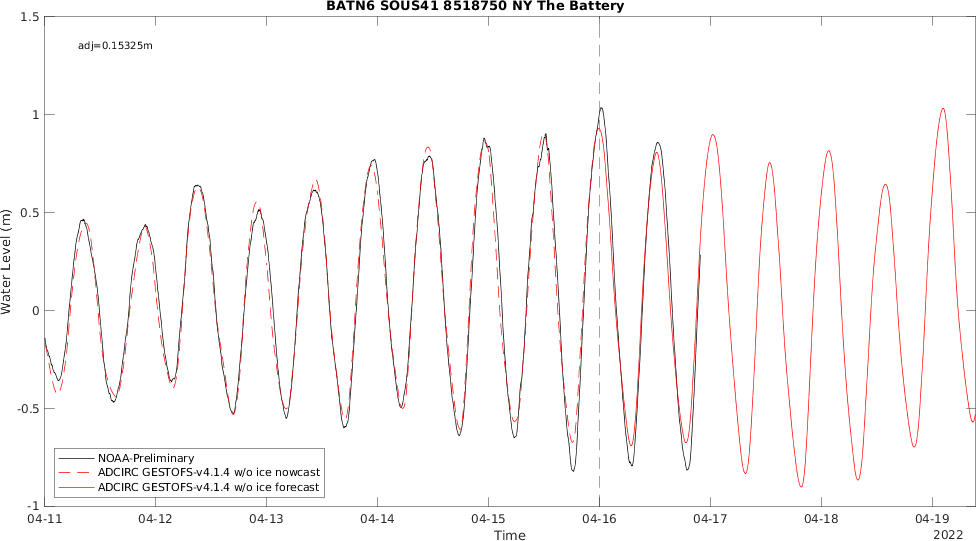 BATN6 SOUS41 8518750 NY The Battery
adj=0.15325m
1.5
1
0.5
0
-0.5
-1
Water Level (m)
NOAA-Preliminary
ADCIRC GESTOFS-v4.1.4 w/o ice nowcast
ADCIRC GESTOFS-v4.1.4 w/o ice forecast
04-11 04-12 04-13 04-14 04-15 04-16 04-17 04-18 04-19
Time
2022